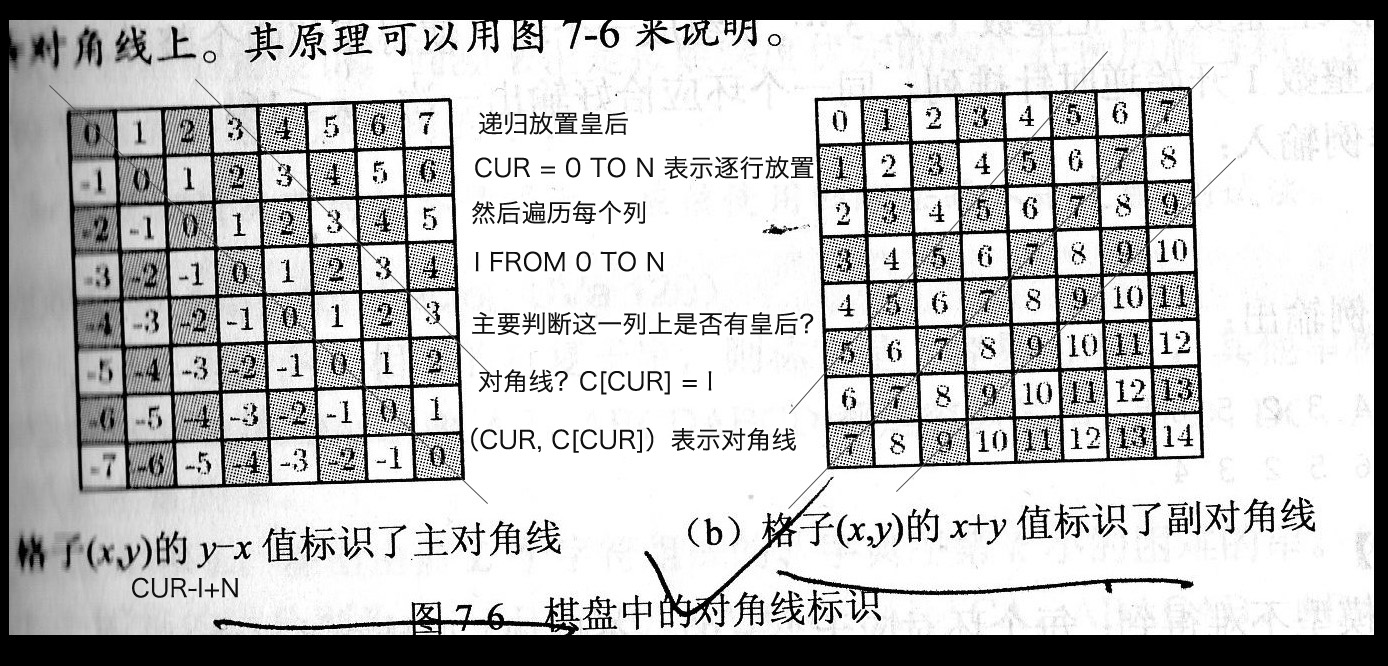 对角线上。其原理可以用图 7-6 来说明。
0 1 2 3 4 5 6 7
-1 0 1 2 3 4 5 6
-2 -1 0 1 2 3 4 5
-3 -2 -1 0 1 2 3 4
-4 -3 -2 -1 0 1 2 3
-5 -4 -3 -2 -1 0 1 2
-6 -5 -4 -3 -2 -1 0 1
-7 -6 -5 -4 -3 -2 -1 0
递归放置皇后
CUR = 0 TO N 表示逐行放置
然后遍历每个列
I FROM 0 TO N
主要判断这一列上是否有皇后?
对角线? C[CUR] = I
(CUR, C[CUR]）表示对角线
0 1 2 3 4 5 6 7
1 2 3 4 5 6 7 8
2 3 4 5 6 7 8 9
3 4 5 6 7 8 9 10
4 5 6 7 8 9 10 11
5 6 7 8 9 10 11 12
6 7 8 9 10 11 12 13
7 8 9 10 11 12 13 14
格子(x,y)的 y-x 值标识了主对角线
（b）格子(x,y)的 x+y 值标识了副对角线
CUR-I+N
图 7-6 棋盘中的对角线标识